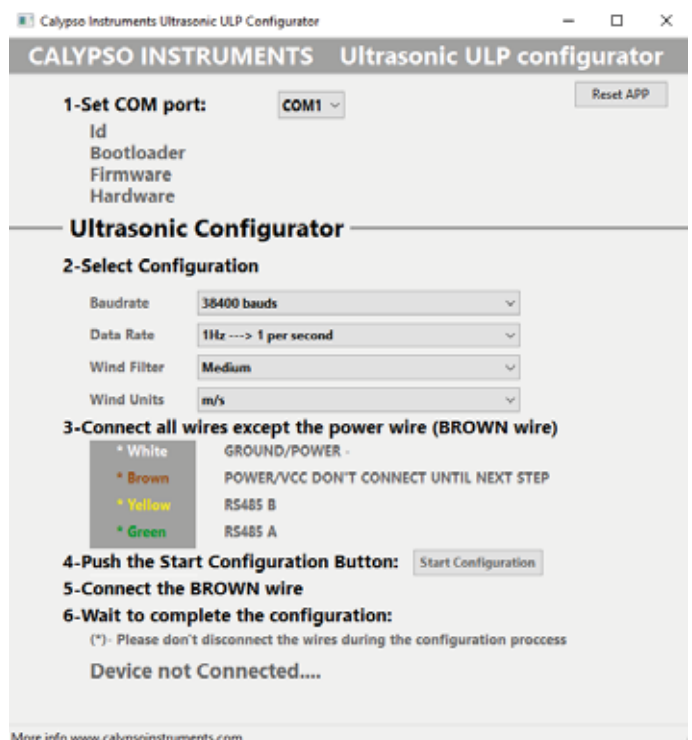 Calypso Instruments Ultrasonic ULP Configurator
CALYPSO INSTRUMENTS Ultrasonic ULP configurator
Reset APP
1-Set COM port: COM1
Id
Bootloader
Firmware
Hardware
Ultrasonic Configurator
2-Select Configuration
Baudrate 38400 bauds
Data Rate 1Hz ---> 1 per second
Wind Filter Medium
Wind Units m/s
3-Connect all wires except the power wire (BROWN wire)
* White GROUND/POWER -
* Brown POWER/VCC DON'T CONNECT UNTIL NEXT STEP
* Yellow RS485 B
* Green RS485 A
4-Push the Start Configuration Button: Start Configuration
5-Connect the BROWN wire
6-Wait to complete the configuration:
(*)- Please don't disconnect the wires during the configuration proccess
Device not Connected....
More info www.calypsoinstruments.com